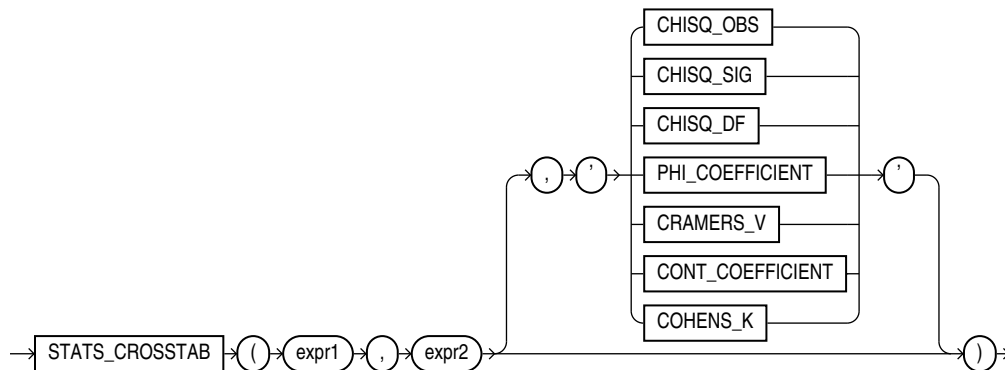 CHISQ_OBS
CHISQ_SIG
CHISQ_DF
, ’ PHI_COEFFICIENT ’
CRAMERS_V
CONT_COEFFICIENT
COHENS_K
STATS_CROSSTAB ( expr1 , expr2 )